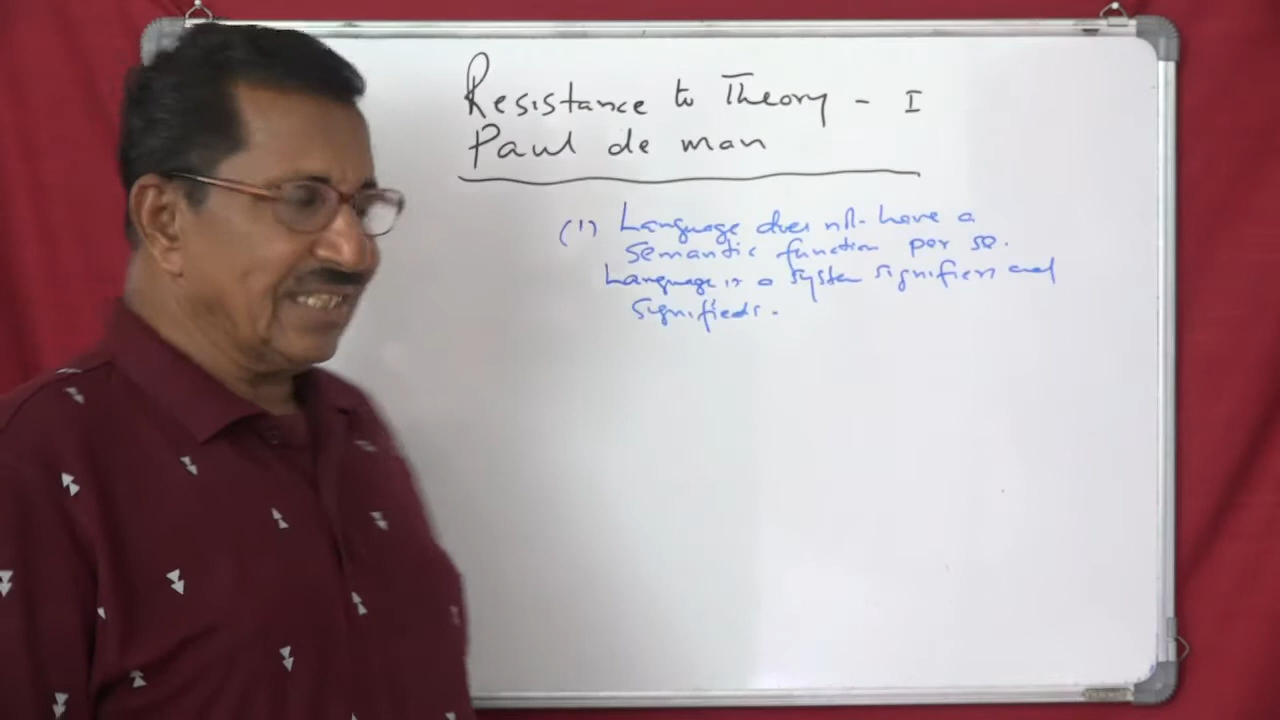 Resistance to Theory - I
Paul de man
(1) Language does not have a
semantic function per se.
Language is a system signifiers and
signifieds.